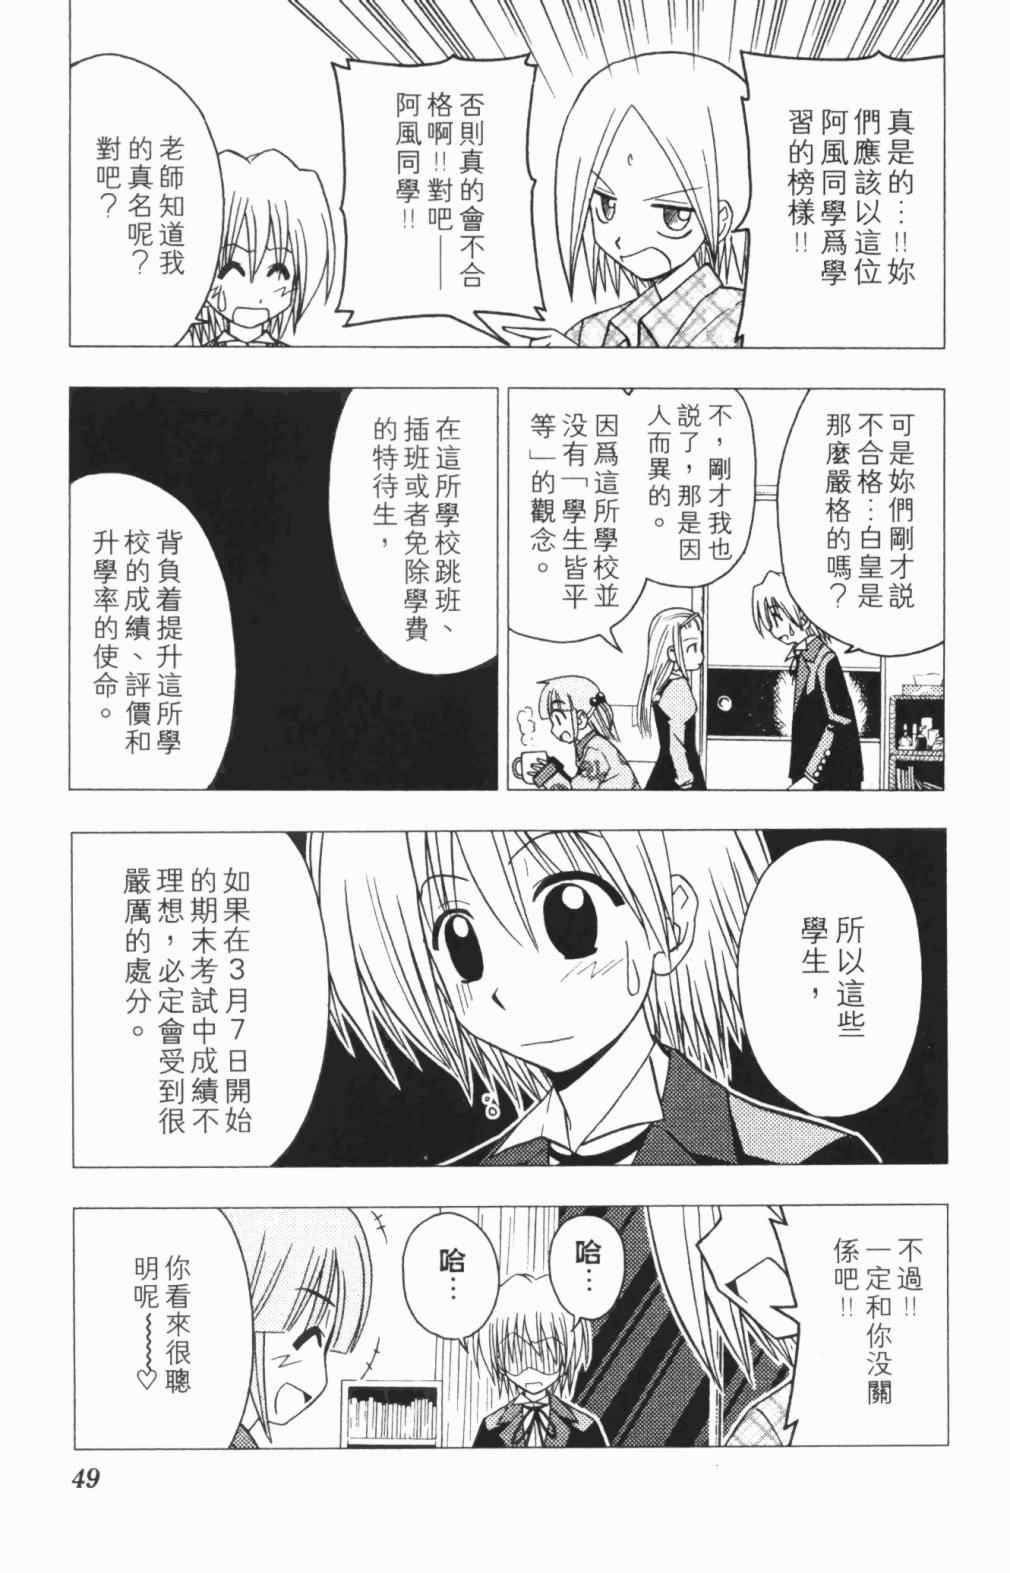 真是的…!!妳
們應該以這位
阿風同學爲學
習的榜樣!!
否則真的會不合
格啊!!對吧—
阿風同學!!
老師知道我
的真名呢?
對吧?
可是妳們剛才說
不合格…白皇是
那麼嚴格的嗎?
不，剛才我也
說了，那是因
人而異的。
因爲這所學校並
没有「學生皆平
等」的觀念。
在這所學校跳班、
插班或者免除學費
的特待生，
背負着提升這所學
校的成績、評價和
升學率的使命。
所以這些
學生，
如果在3月7日開始
的期末考試中成績不
理想，必定會受到很
嚴厲的處分。
不過!!
一定和你没關
係吧!!
哈…
哈…
你看來很聰
明呢~~~♡
49